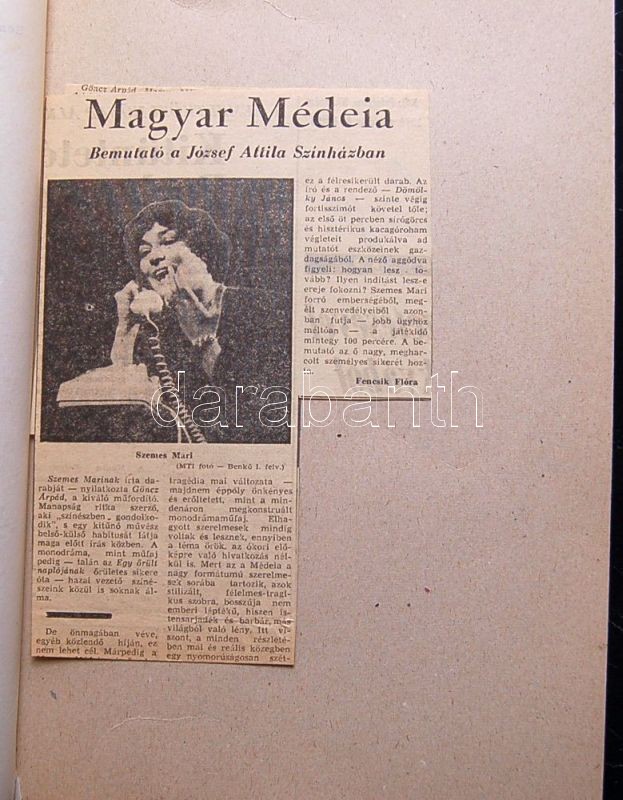 Göncz Árpád
Magyar Médeia
Bemutató a József Attila Színházban
Szemes Mari
(MTI fotó — Benkő I. felv.)
Szemes Marinak írta da-
rabját — nyilatkozta Göncz
Árpád, a kiváló műfordító.
Manapság ritka szerző,
aki „színészben gondolko-
dik", s egy kitűnő művész
belső-külső habitusát látja
maga előtt írás közben. A
monodráma, mint műfaj
pedig — talán az Egy őrült
naplójának őrületes sikere
óta — hazai vezető színé-
szeink közül is soknak ál-
ma.
De önmagában véve,
egyéb közlendő híján, ez
nem lehet cél. Márpedig a
tragédia mai változata —
majdnem éppoly önkényes
és erőltetett, mint a min-
denáron megkonstruált
monodrámaműfaj. Elha-
gyott szerelmesek mindig
voltak és lesznek, ennyiben
a téma örök, az ókori elő-
képre való hivatkozás nél-
kül is. Mert az a Médeia a
nagy formátumú szerelme-
sek sorába tartozik, azok
stilizált, félelmes-tragi-
kus szobra, bosszúja nem
emberi léptékű, hiszen is-
tensarjadék és barbár, más
világból való lény. Itt vi-
szont, a minden részleté-
ben mai és reális közegben
egy nyomorúságosan szét-
ez a félresikerült darab. Az
író és a rendező — Dömöl-
ky János — szinte végig
fortisszimót követel tőle;
az első öt percben sírógörcs
és hisztérikus kacagóroham
végleteit produkálva ad
mutatót eszközeinek gaz-
dagságából. A néző aggódva
figyeli: hogyan lesz to-
vább? Ilyen indítást lesz-e
ereje fokozni? Szemes Mari
forró emberségéből, meg-
élt szenvedélyeiből azon-
ban futja — jobb ügyhöz
méltóan — a játékidő
mintegy 100 percére. A be-
mutató az ő nagy, meghar-
colt személyes sikerét hoz-
ta.
Fencsik Flóra
darabanth